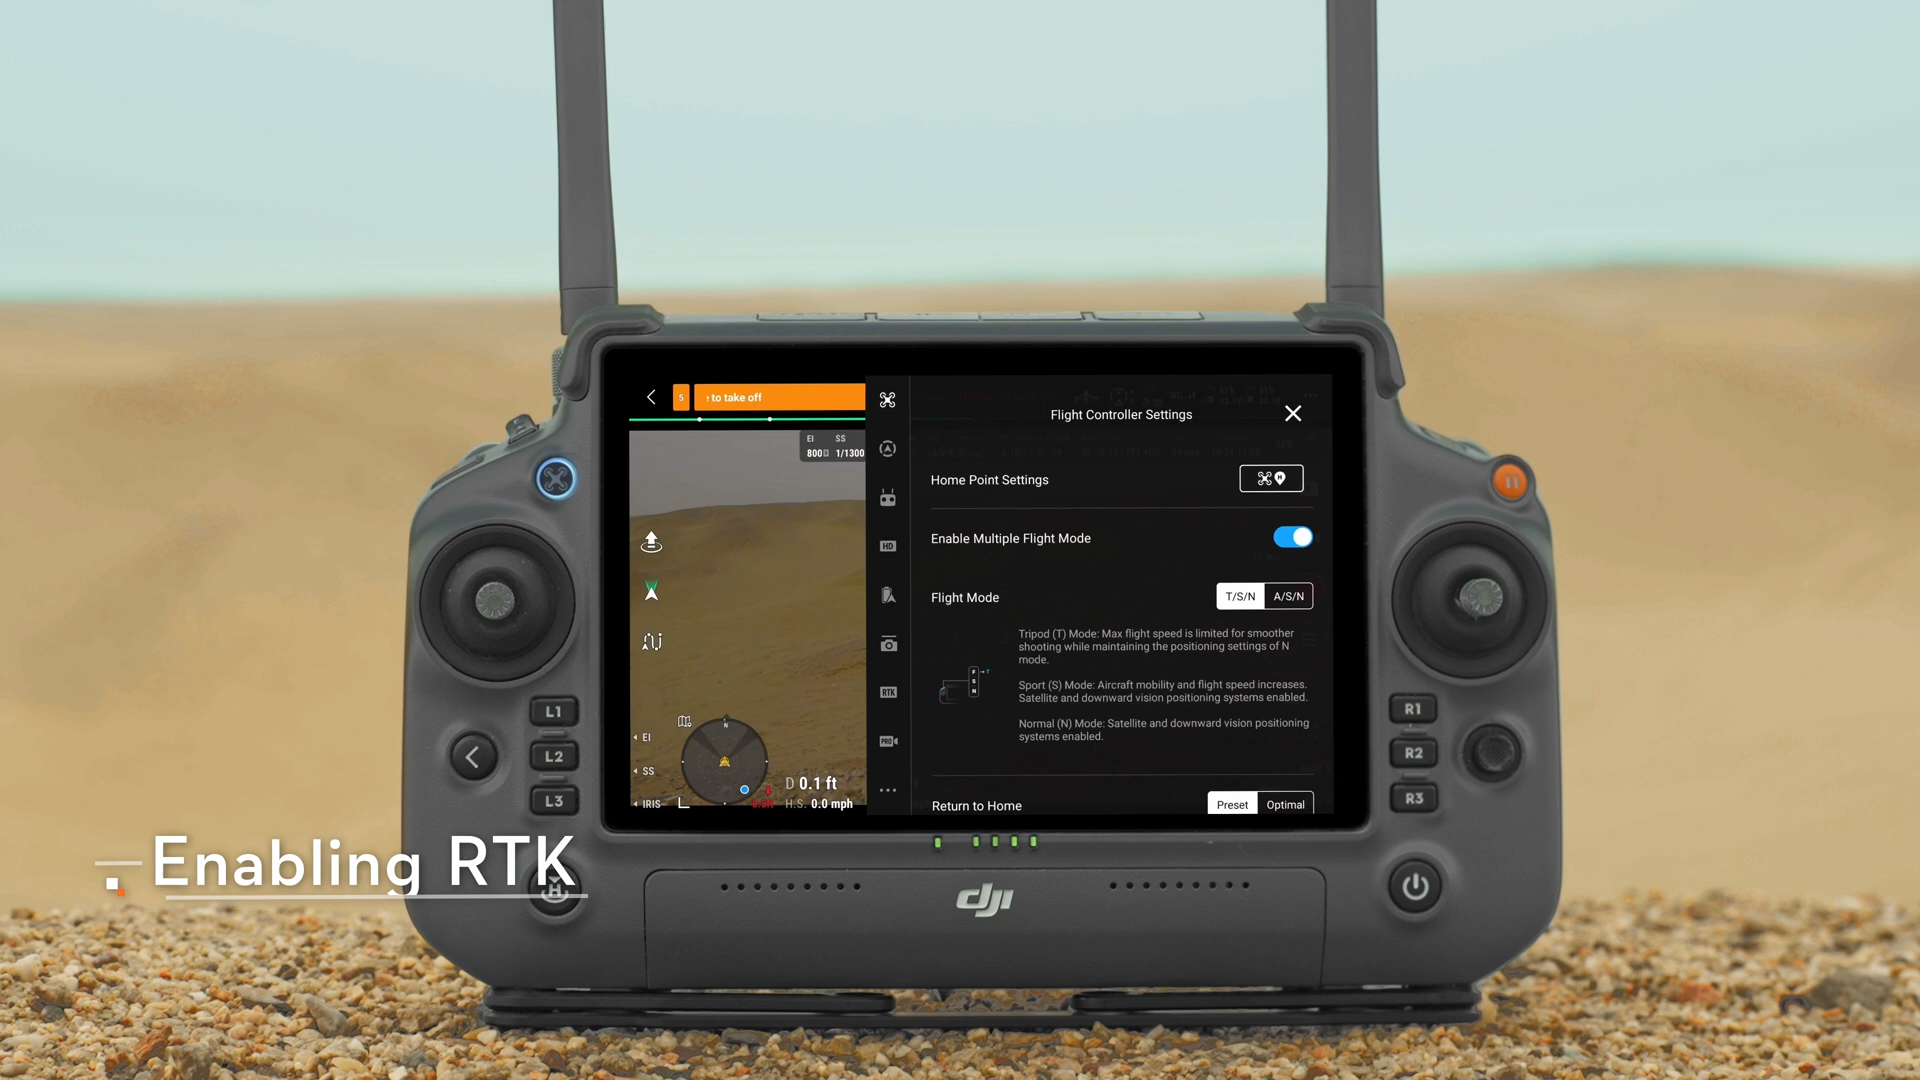 5
to take off
Flight Controller Settings
EI SS
800 1/1300
Home Point Settings
Enable Multiple Flight Mode
HD
Flight Mode
T/S/N A/S/N
Tripod (T) Mode: Max flight speed is limited for smoother
shooting while maintaining the positioning settings of N
mode.
F
S
N
T
Sport (S) Mode: Aircraft mobility and flight speed increases.
Satellite and downward vision positioning systems enabled.
RTK
Normal (N) Mode: Satellite and downward vision positioning
systems enabled.
PRO
N
EI
SS
IRIS
D 0.1 ft
H.S. 0.0 mph
Return to Home
Preset Optimal
L1
L2
L3
R1
R2
R3
Enabling RTK
H
dji